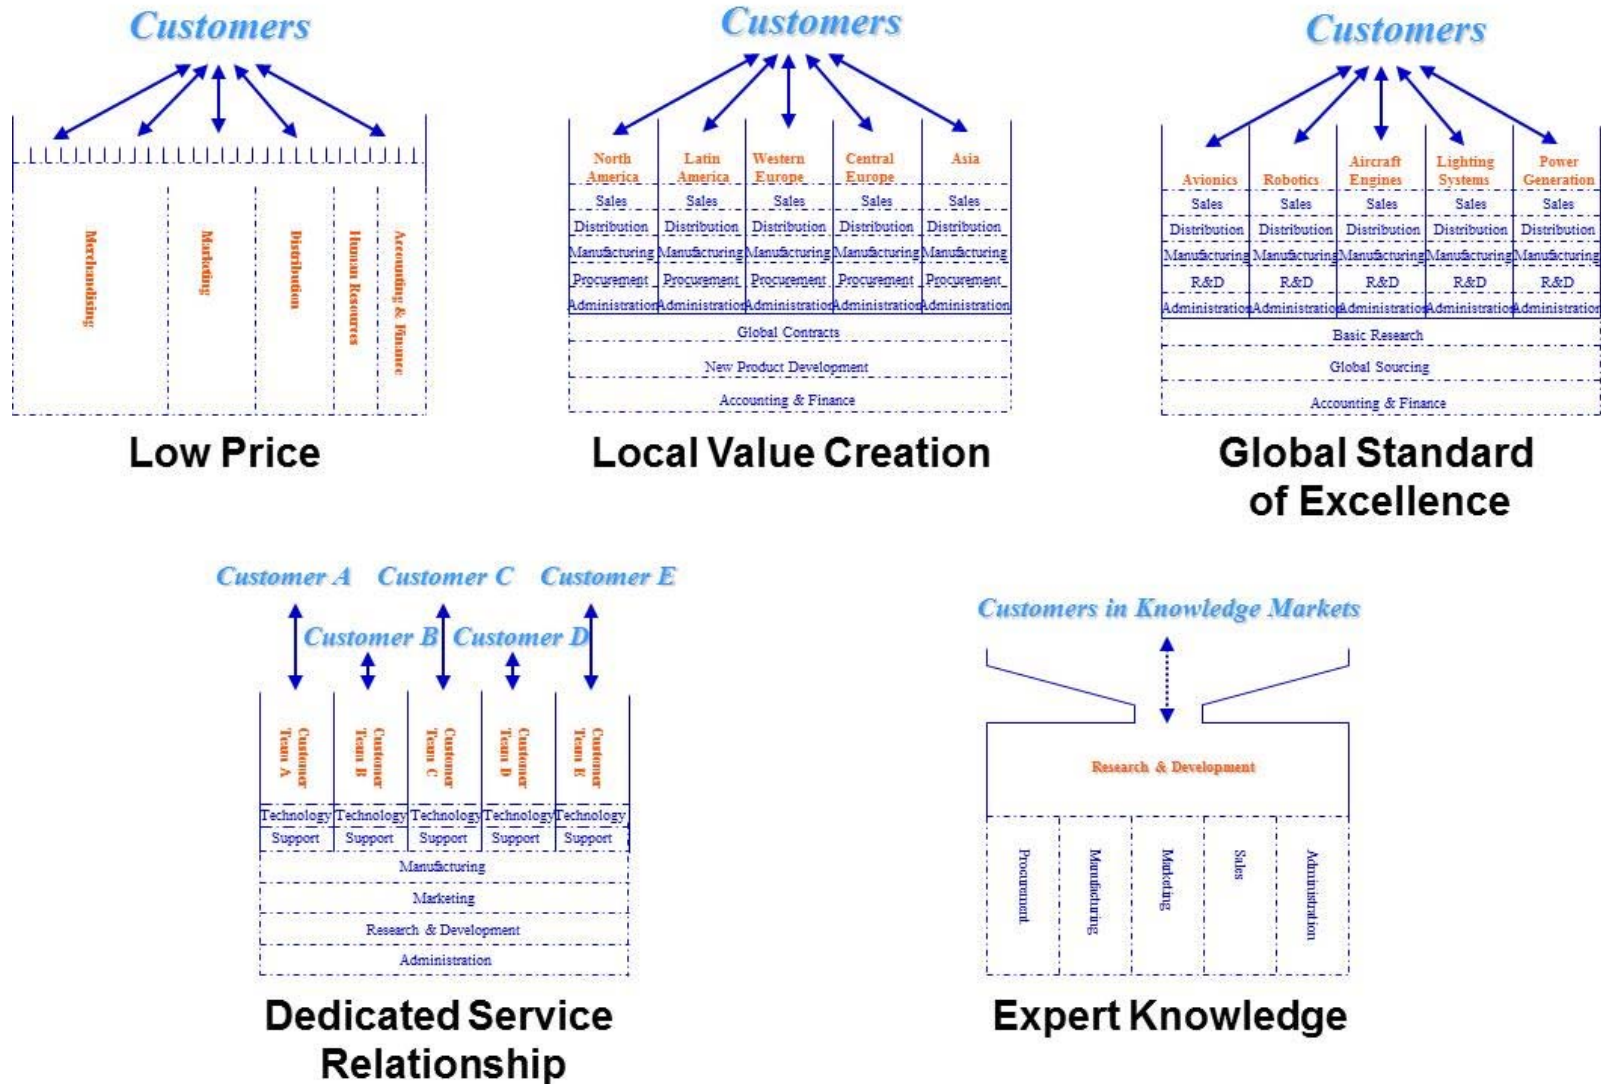 Customers
Customers
Customers
Merchandising
Marketing
Distribution
Human Resources
Accounting & Finance
Low Price
North America
Latin America
Western Europe
Central Europe
Asia
Sales
Sales
Sales
Sales
Sales
Distribution
Distribution
Distribution
Distribution
Distribution
Manufacturing
Manufacturing
Manufacturing
Manufacturing
Manufacturing
Procurement
Procurement
Procurement
Procurement
Procurement
Administration
Administration
Administration
Administration
Administration
Global Contracts
New Product Development
Accounting & Finance
Local Value Creation
Avionics
Robotics
Aircraft
Engines
Lighting
Systems
Power
Generation
Sales
Sales
Sales
Sales
Sales
Distribution
Distribution
Distribution
Distribution
Distribution
Manufacturing
Manufacturing
Manufacturing
Manufacturing
Manufacturing
R&D
R&D
R&D
R&D
R&D
Administration
Administration
Administration
Administration
Administration
Basic Research
Global Sourcing
Accounting & Finance
Global Standard
of Excellence
Customer A
Customer C
Customer E
Customer B
Customer D
Customer
Team A
Customer
Team B
Customer
Team C
Customer
Team D
Customer
Team E
Technology
Technology
Technology
Technology
Technology
Support
Support
Support
Support
Support
Manufacturing
Marketing
Research & Development
Administration
Dedicated Service
Relationship
Customers in Knowledge Markets
Research & Development
Procurement
Manufacturing
Marketing
Sales
Administration
Expert Knowledge